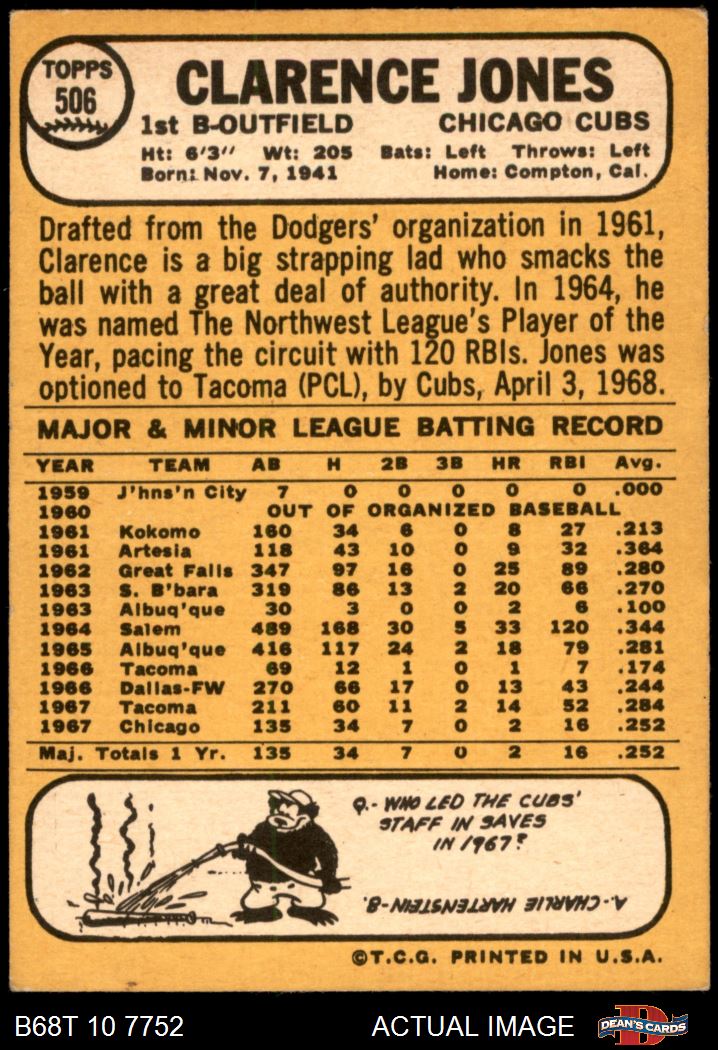 TOPPS
506
CLARENCE JONES
1st B-OUTFIELD CHICAGO CUBS
Ht: 6'3" Wt: 205 Bats: Left Throws: Left
Born: Nov. 7, 1941 Home: Compton, Cal.
Drafted from the Dodgers' organization in 1961,
Clarence is a big strapping lad who smacks the
ball with a great deal of authority. In 1964, he
was named The Northwest League's Player of the
Year, pacing the circuit with 120 RBIs. Jones was
optioned to Tacoma (PCL), by Cubs, April 3, 1968.
MAJOR & MINOR LEAGUE BATTING RECORD
YEAR TEAM AB H 2B 3B HR RBI Avg.
1959 J'hns'n City 7 0 0 0 0 0 .000
1960 OUT OF ORGANIZED BASEBALL
1961 Kokomo 160 34 6 0 8 27 .213
1961 Artesia 118 43 10 0 9 32 .364
1962 Great Falls 347 97 16 0 25 89 .280
1963 S. B'bara 319 86 13 2 20 66 .270
1963 Albuq'que 30 3 0 0 2 6 .100
1964 Salem 489 168 30 5 33 120 .344
1965 Albuq'que 416 117 24 2 18 79 .281
1966 Tacoma 69 12 1 0 1 7 .174
1966 Dallas-FW 270 66 17 0 13 43 .244
1967 Tacoma 211 60 11 2 14 52 .284
1967 Chicago 135 34 7 0 2 16 .252
Maj. Totals 1 Yr. 135 34 7 0 2 16 .252
Q.- WHO LED THE CUBS'
STAFF IN SAVES
IN 1967?
A.- CHARLIE HARTENSTEIN-8.
©T.C.G. PRINTED IN U.S.A.
B68T 10 7752 ACTUAL IMAGE
D
DEAN'S CARDS